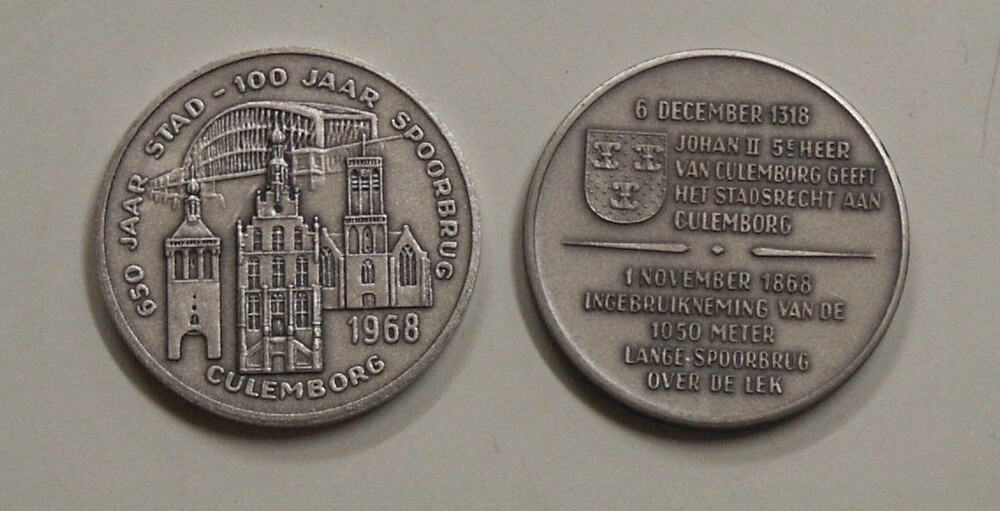 650 JAAR STAD - 100 JAAR SPOORBRUG
1968
CULEMBORG
6 DECEMBER 1318
JOHAN II 5E HEER
VAN CULEMBORG GEEFT
HET STADSRECHT AAN
CULEMBORG
1 NOVEMBER 1868
INGEBRUIKNEMING VAN DE
1050 METER
LANGE SPOORBRUG
OVER DE LEK